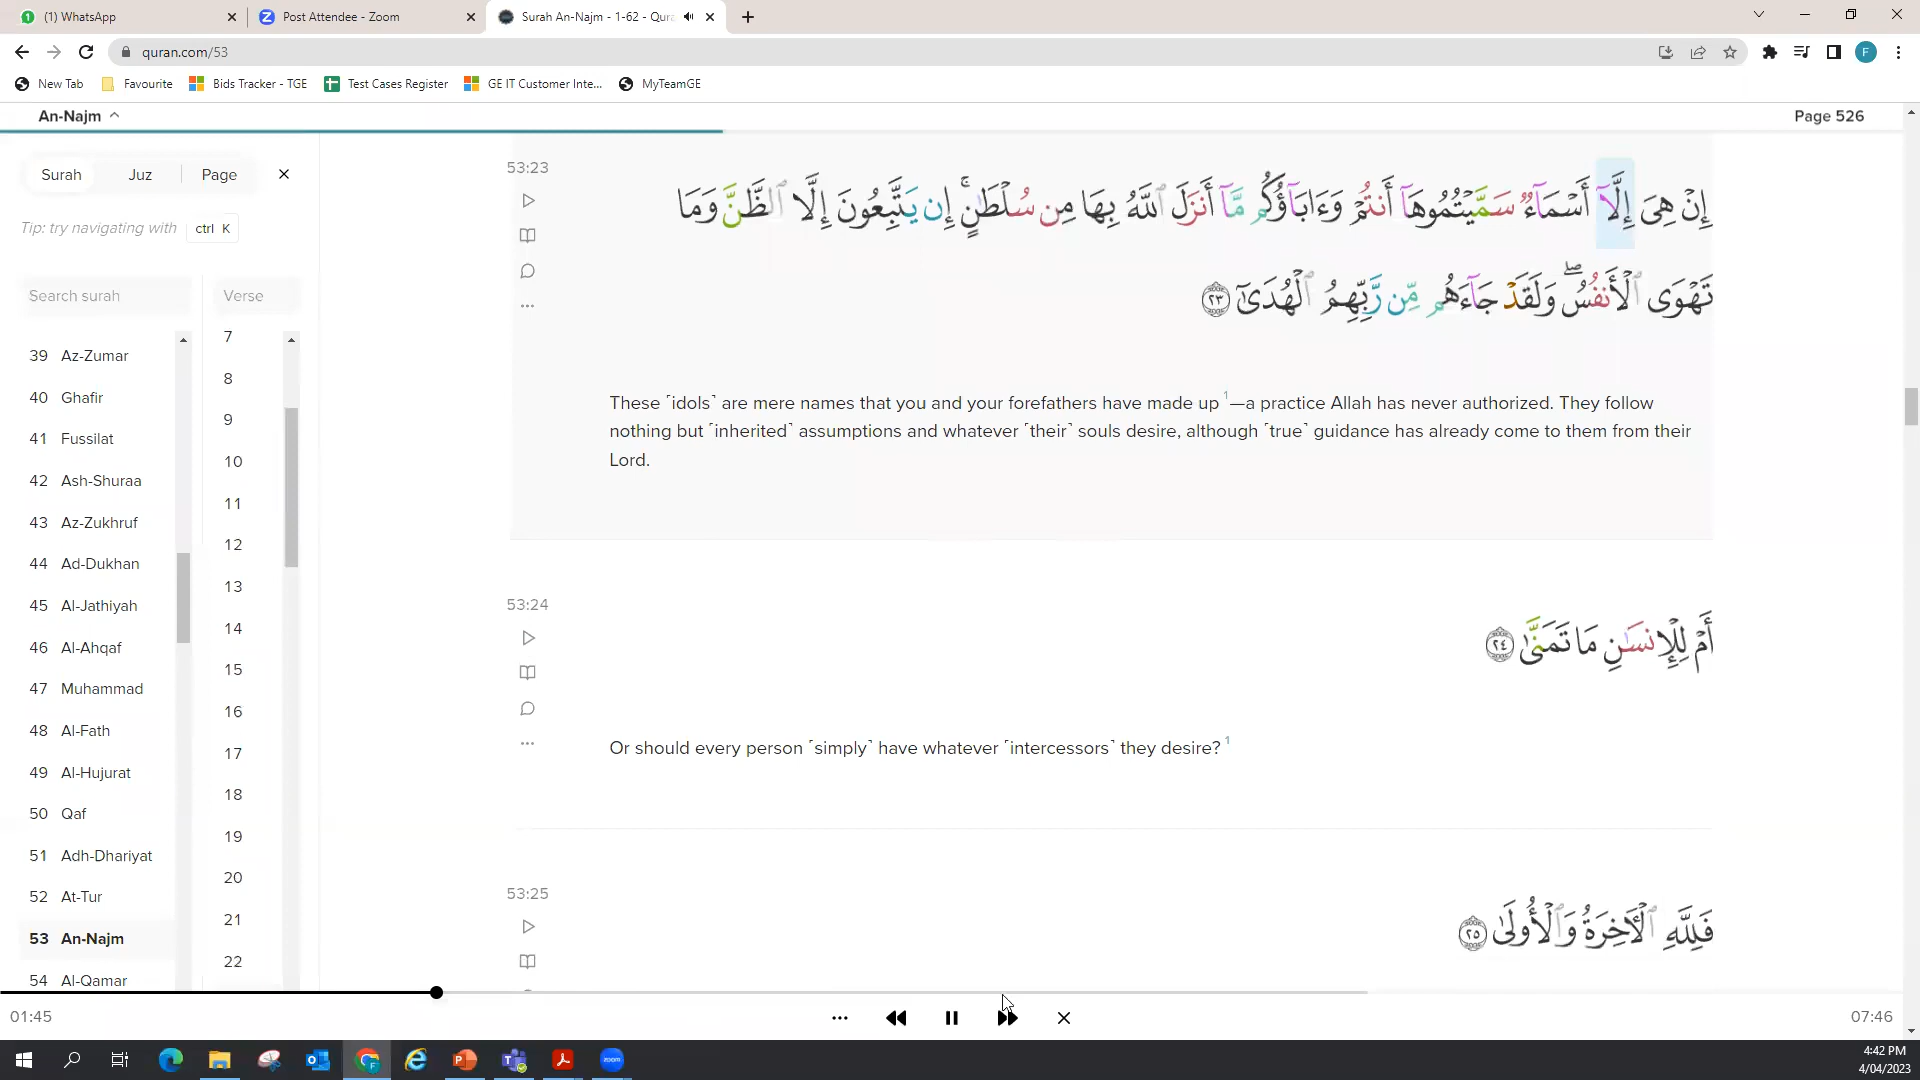 (1) WhatsApp
Post Attendee - Zoom
Surah An-Najm - 1-62 - Qura
quran.com/53
F
New Tab
Favourite
Bids Tracker - TGE
Test Cases Register
GE IT Customer Inte...
MyTeamGE
An-Najm
Page 526
Surah
Juz
Page
Tip: try navigating with ctrl K
Search surah
Verse
39 Az-Zumar
40 Ghafir
41 Fussilat
42 Ash-Shuraa
43 Az-Zukhruf
44 Ad-Dukhan
45 Al-Jathiyah
46 Al-Ahqaf
47 Muhammad
48 Al-Fath
49 Al-Hujurat
50 Qaf
51 Adh-Dhariyat
52 At-Tur
53 An-Najm
54 Al-Qamar
7
8
9
10
11
12
13
14
15
16
17
18
19
20
21
22
53:23
إِنْ هِىَ إِلَّآ أَسْمَآءٌ سَمَّيْتُمُوهَآ أَنتُمْ وَءَابَآؤُكُم مَّآ أَنزَلَ ٱللَّهُ بِهَا مِن سُلْطَـٰنٍ ۚ إِن يَتَّبِعُونَ إِلَّا ٱلظَّنَّ وَمَا
تَهْوَى ٱلْأَنفُسُ ۖ وَلَقَدْ جَآءَهُم مِّن رَّبِّهِمُ ٱلْهُدَىٰٓ ٢٣
These ˹idols˺ are mere names that you and your forefathers have made up 1—a practice Allah has never authorized. They follow
nothing but ˹inherited˺ assumptions and whatever ˹their˺ souls desire, although ˹true˺ guidance has already come to them from their
Lord.
53:24
أَمْ لِلْإِنسَـٰنِ مَا تَمَنَّىٰ ٢٤
Or should every person ˹simply˺ have whatever ˹intercessors˺ they desire? 1
53:25
فَلِلَّهِ ٱلْـَٔاخِرَةُ وَٱلْأُولَىٰ ٢٥
01:45
07:46
zoom
4:42 PM
4/04/2023